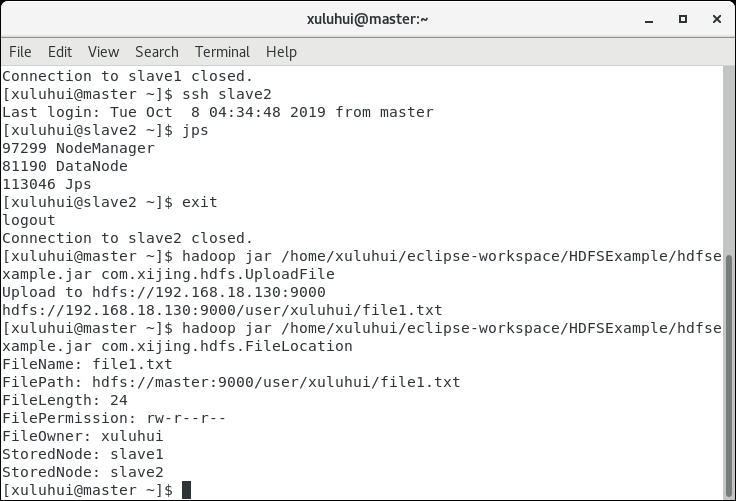 xuluhui@master:~
File Edit View Search Terminal Help
Connection to slave1 closed.
[xuluhui@master ~]$ ssh slave2
Last login: Tue Oct  8 04:34:48 2019 from master
[xuluhui@slave2 ~]$ jps
97299 NodeManager
81190 DataNode
113046 Jps
[xuluhui@slave2 ~]$ exit
logout
Connection to slave2 closed.
[xuluhui@master ~]$ hadoop jar /home/xuluhui/eclipse-workspace/HDFSExample/hdfse
xample.jar com.xijing.hdfs.UploadFile
Upload to hdfs://192.168.18.130:9000
hdfs://192.168.18.130:9000/user/xuluhui/file1.txt
[xuluhui@master ~]$ hadoop jar /home/xuluhui/eclipse-workspace/HDFSExample/hdfse
xample.jar com.xijing.hdfs.FileLocation
FileName: file1.txt
FilePath: hdfs://master:9000/user/xuluhui/file1.txt
FileLength: 24
FilePermission: rw-r--r--
FileOwner: xuluhui
StoredNode: slave1
StoredNode: slave2
[xuluhui@master ~]$